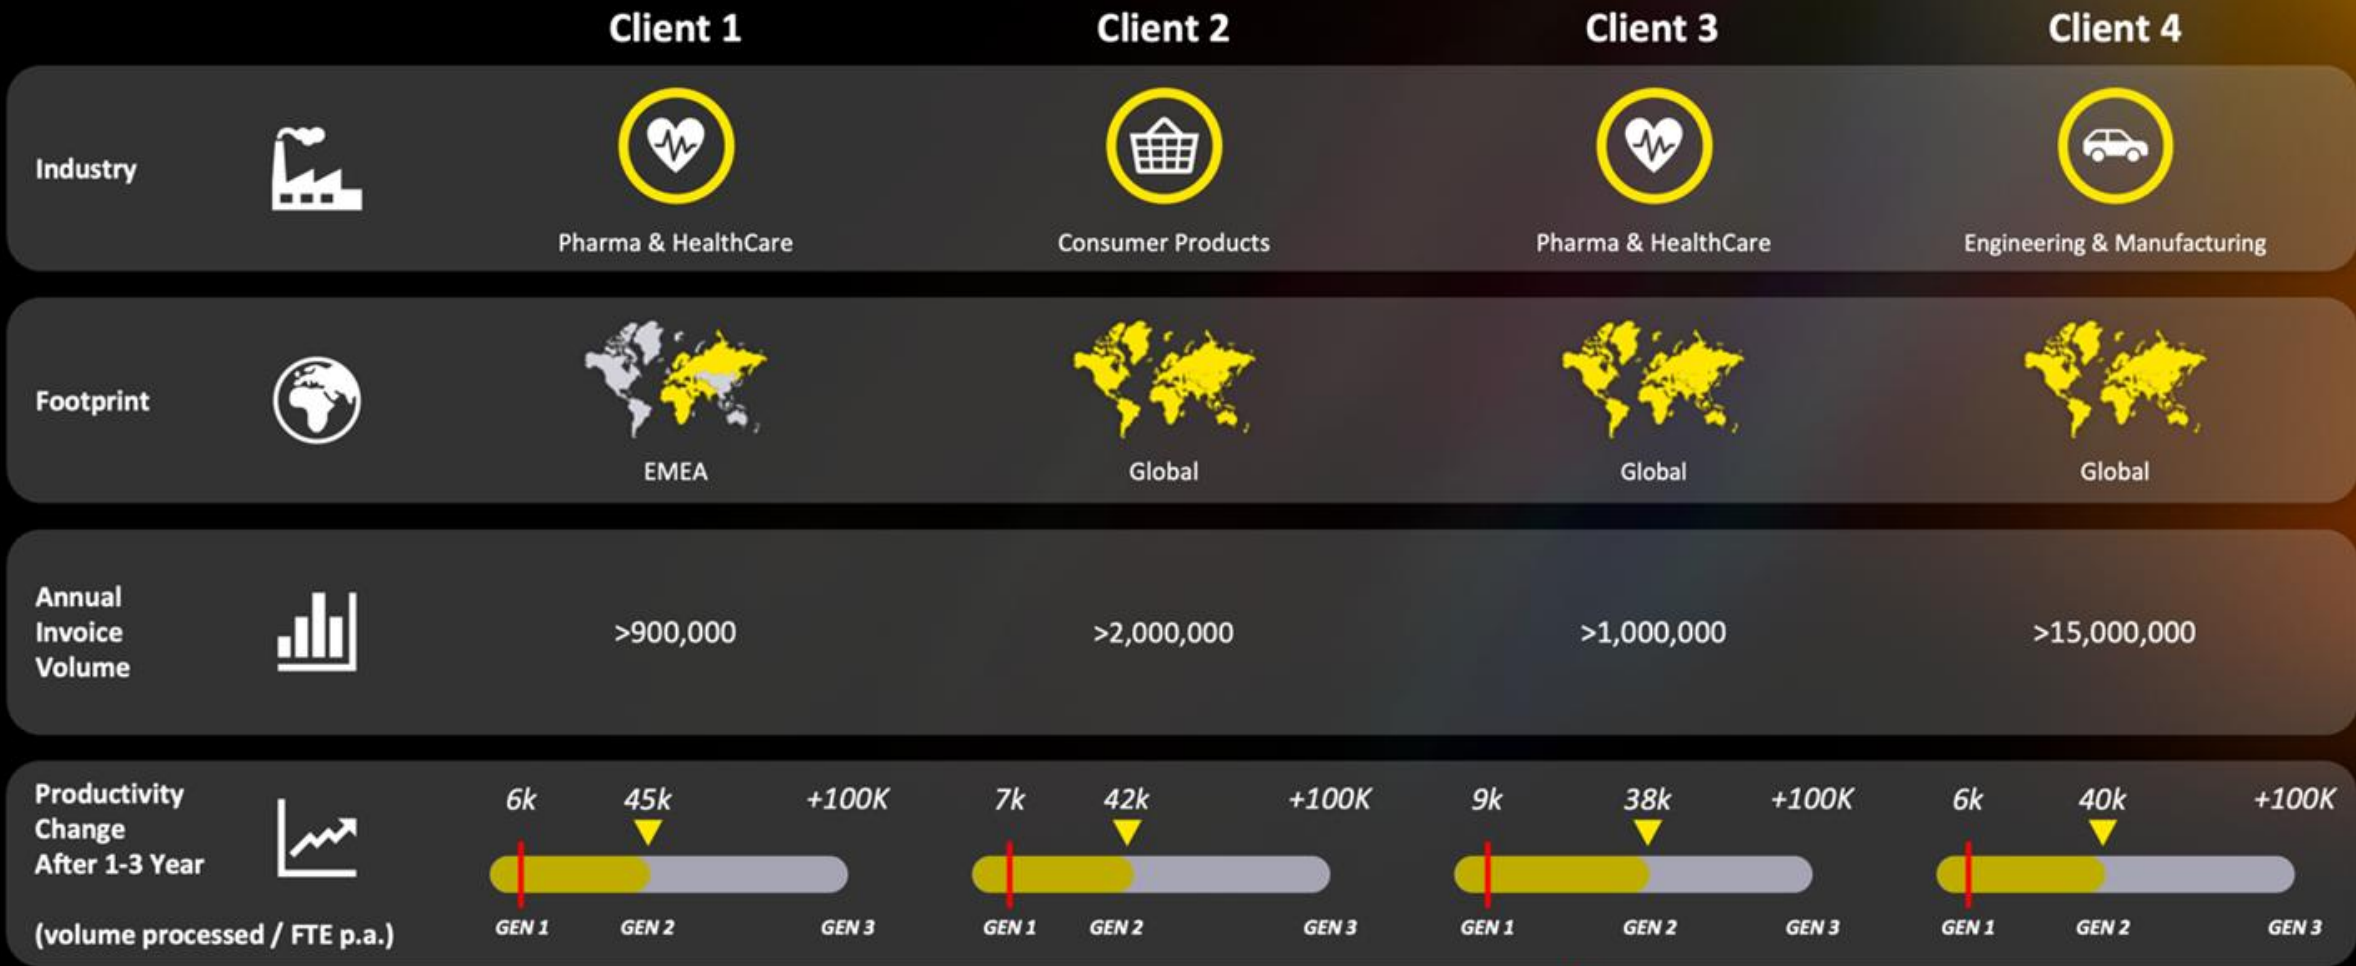 Client 1 Client 2 Client 3 Client 4
Industry
Pharma & HealthCare Consumer Products Pharma & HealthCare Engineering & Manufacturing
Footprint
EMEA Global Global Global
Annual
Invoice
Volume
>900,000 >2,000,000 >1,000,000 >15,000,000
Productivity
Change
After 1-3 Year
(volume processed / FTE p.a.)
6k 45k +100K 7k 42k +100K 9k 38k +100K 6k 40k +100K
GEN 1 GEN 2 GEN 3 GEN 1 GEN 2 GEN 3 GEN 1 GEN 2 GEN 3 GEN 1 GEN 2 GEN 3